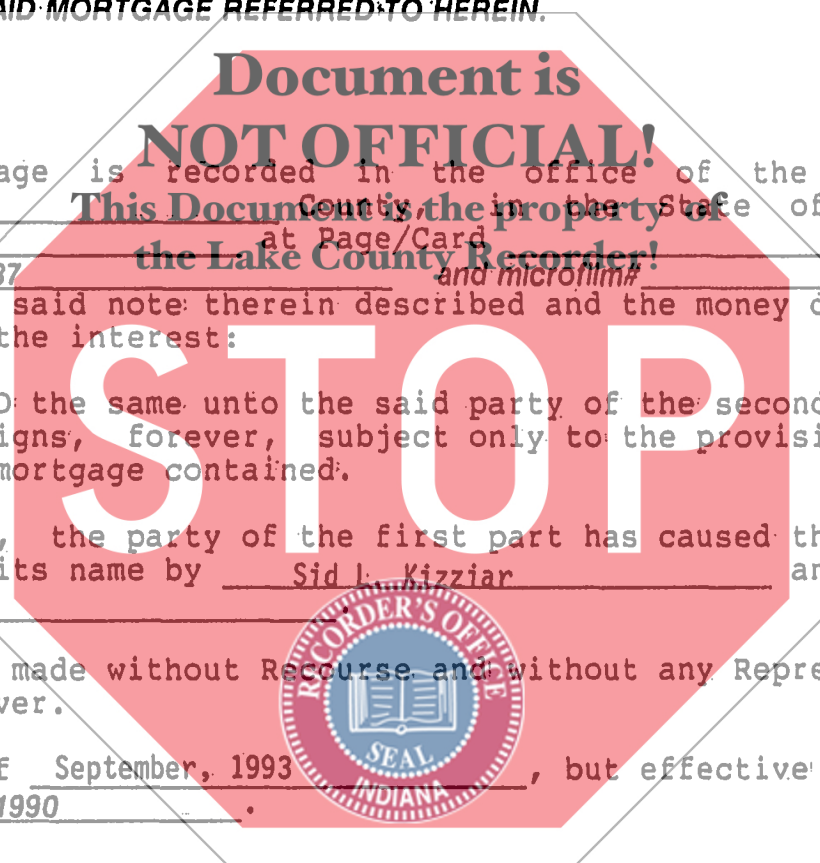 AID MORTGAGE REFERRED TO HEREIN.
Document is
NOT OFFICIAL!
age is recorded in the office of the
This Document is the property of
County, in the State of
at Page/Card
the Lake County Recorder!
87 and microfilm#
said note therein described and the money d
the interest:
STOP
D the same unto the said party of the second
igns, forever, subject only to the provisi
mortgage contained.
, the party of the first part has caused th
its name by Sid L. Kizziar an
RECORDER'S OFFICE
made without Recourse and without any Repre
ver.
SEAL
f September, 1993, but effective
INDIANA
1990.